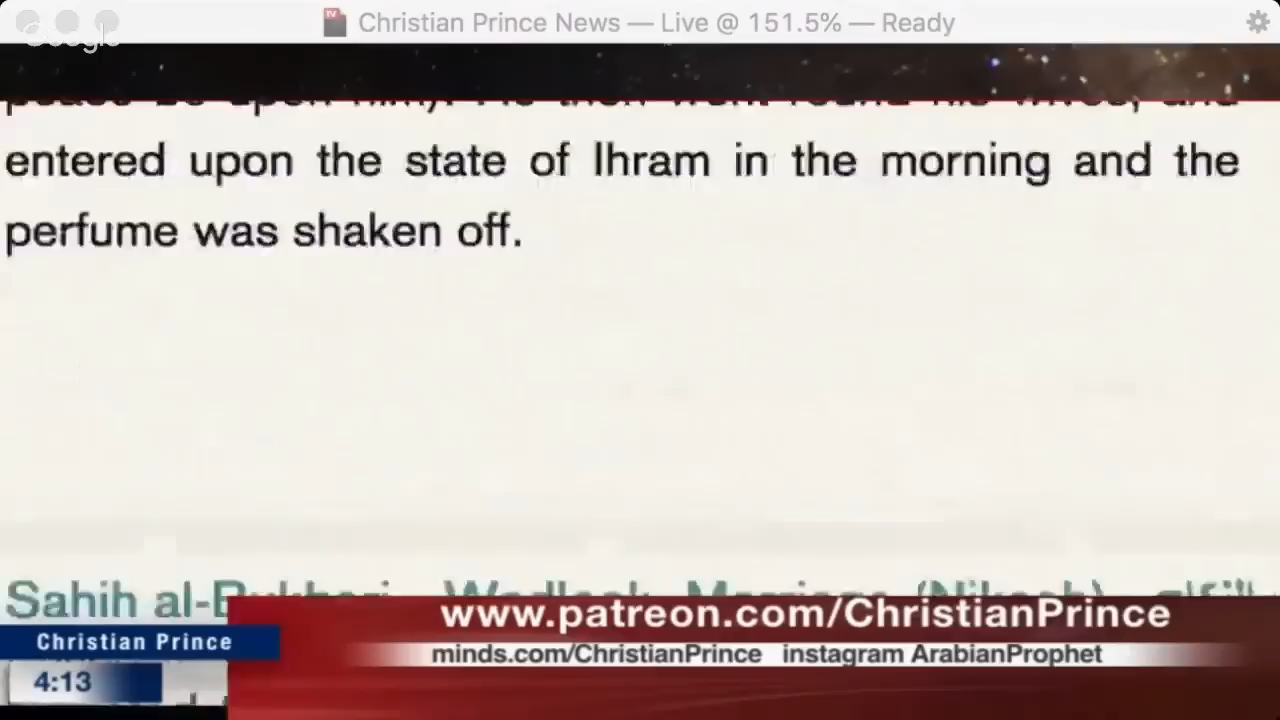 Christian Prince News — Live @ 151.5% — Ready
Google
entered upon the state of Ihram in the morning and the
perfume was shaken off.
Sahih al-
www.patreon.com/ChristianPrince
Christian Prince
minds.com/ChristianPrince instagram ArabianProphet
4:13